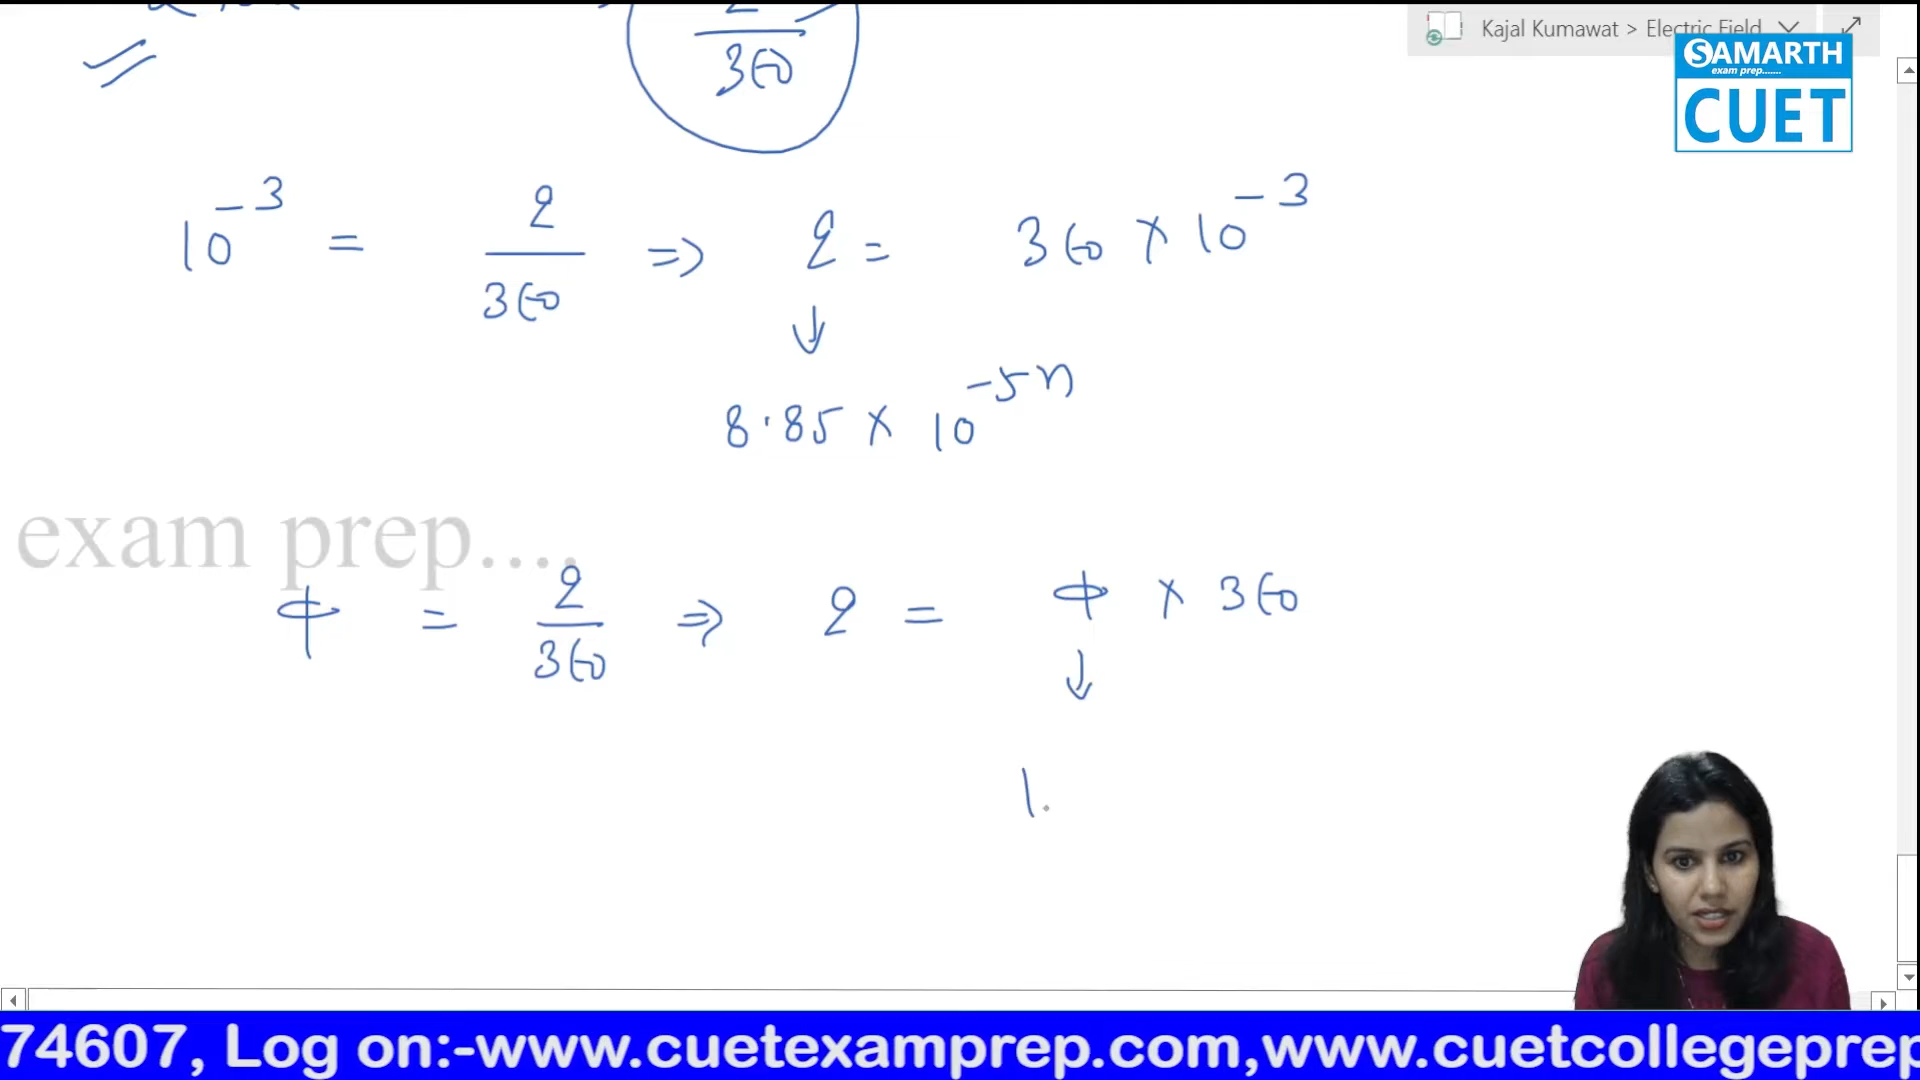 Kajal Kumawat > Electric Field
SAMARTH
exam prep......
CUET
3ϵ0
10^-3 = q/3ϵ0 => q = 3ϵ0 × 10^-3
↓
8.85 × 10^-5n
exam prep....
ϕ = q/3ϵ0 => q = ϕ × 3ϵ0
↓
1.
74607, Log on:-www.cuetexamprep.com,www.cuetcollegeprep